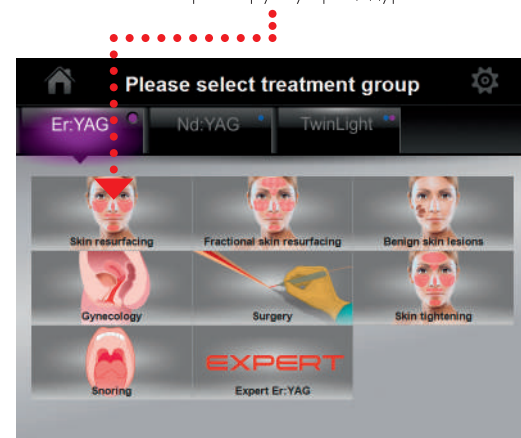 Please select treatment group
Er:YAG Nd:YAG TwinLight
Skin resurfacing Fractional skin resurfacing Benign skin lesions
Gynecology Surgery Skin tightening
EXPERT
Snoring Expert Er:YAG